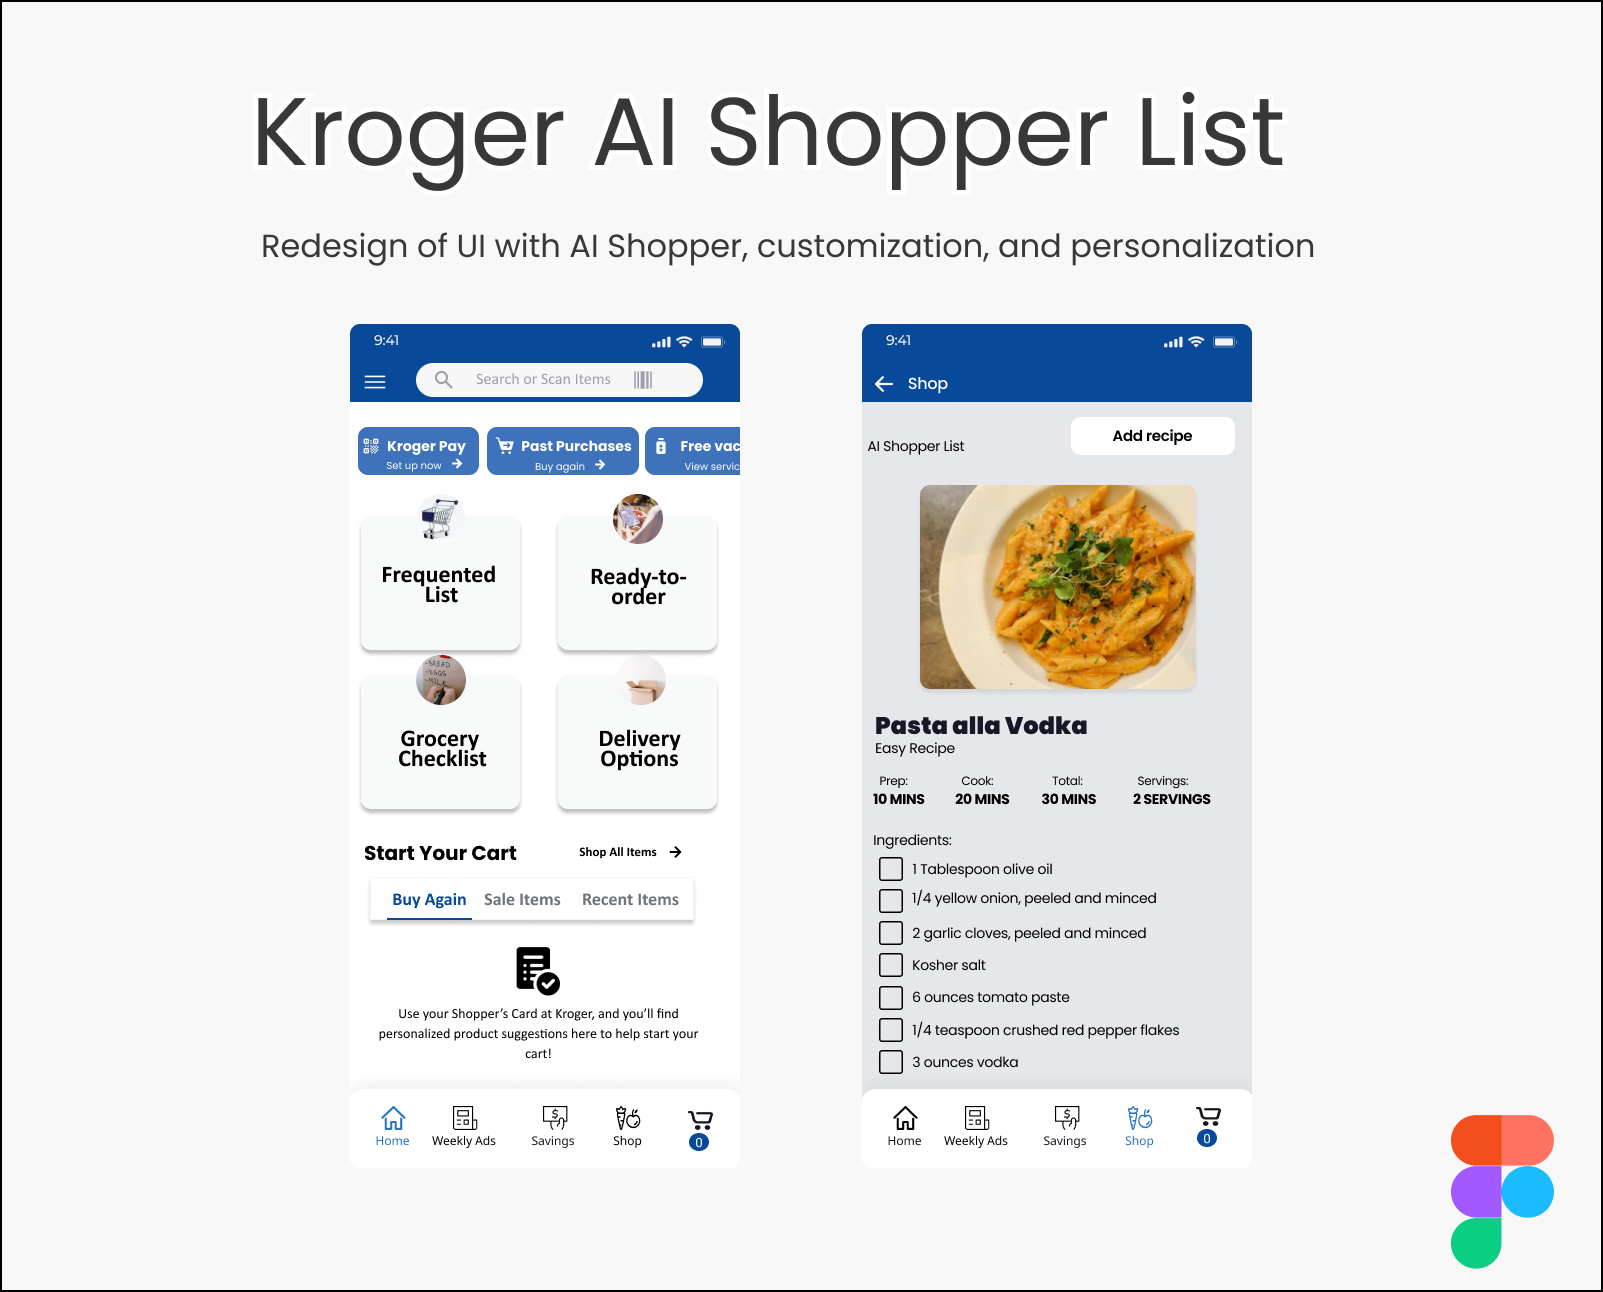 Kroger AI Shopper List
Redesign of UI with AI Shopper, customization, and personalization
9:41
Search or Scan Items
Kroger Pay
Set up now
Past Purchases
Buy again
Free vac
View servic
Frequented
List
Ready-to-
order
-BREAD
-EGGS
-MILK
Grocery
Checklist
Delivery
Options
Start Your Cart
Shop All Items
Buy Again
Sale Items
Recent Items
Use your Shopper's Card at Kroger, and you'll find
personalized product suggestions here to help start your
cart!
Home
Weekly Ads
Savings
Shop
0
9:41
Shop
AI Shopper List
Add recipe
Pasta alla Vodka
Easy Recipe
Prep:
10 MINS
Cook:
20 MINS
Total:
30 MINS
Servings:
2 SERVINGS
Ingredients:
1 Tablespoon olive oil
1/4 yellow onion, peeled and minced
2 garlic cloves, peeled and minced
Kosher salt
6 ounces tomato paste
1/4 teaspoon crushed red pepper flakes
3 ounces vodka
Home
Weekly Ads
Savings
Shop
0